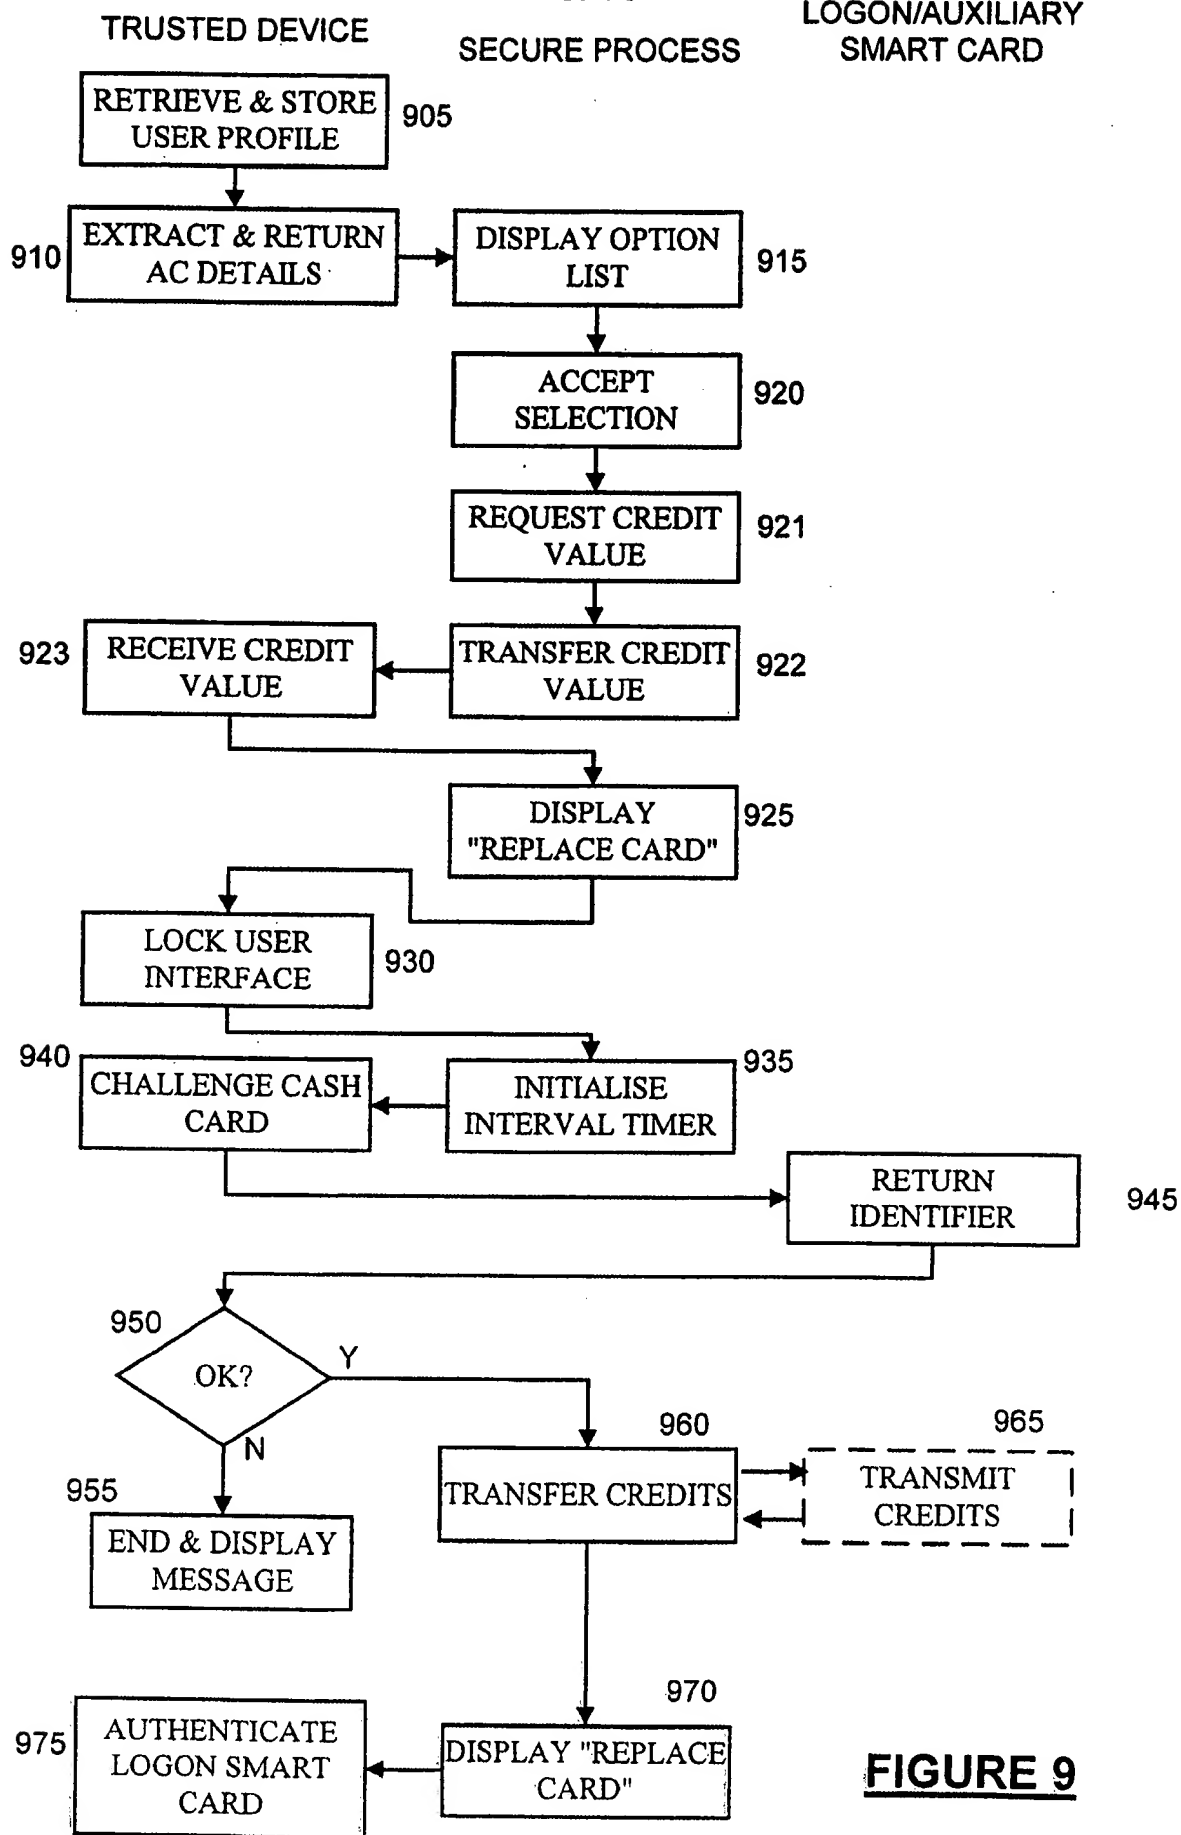 TRUSTED DEVICE
SECURE PROCESS
LOGON/AUXILIARY
SMART CARD
RETRIEVE & STORE
USER PROFILE
905
910
EXTRACT & RETURN
AC DETAILS
DISPLAY OPTION
LIST
915
ACCEPT
SELECTION
920
REQUEST CREDIT
VALUE
921
923
RECEIVE CREDIT
VALUE
TRANSFER CREDIT
VALUE
922
DISPLAY
"REPLACE CARD"
925
LOCK USER
INTERFACE
930
940
CHALLENGE CASH
CARD
INITIALISE
INTERVAL TIMER
935
RETURN
IDENTIFIER
945
950
OK?
Y
N
955
END & DISPLAY
MESSAGE
960
TRANSFER CREDITS
965
TRANSMIT
CREDITS
970
DISPLAY "REPLACE
CARD"
975
AUTHENTICATE
LOGON SMART
CARD
FIGURE 9